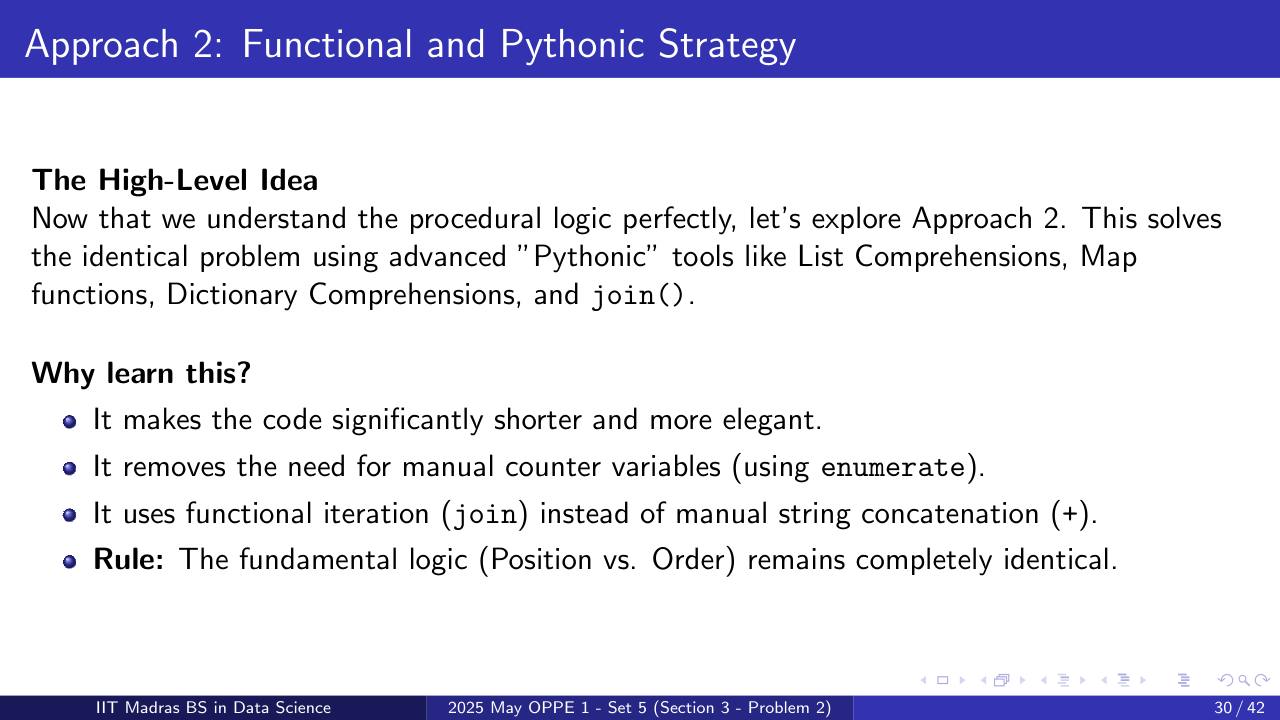 Approach 2: Functional and Pythonic Strategy
The High-Level Idea
Now that we understand the procedural logic perfectly, let's explore Approach 2. This solves
the identical problem using advanced ”Pythonic” tools like List Comprehensions, Map
functions, Dictionary Comprehensions, and join().
Why learn this?
It makes the code significantly shorter and more elegant.
It removes the need for manual counter variables (using enumerate).
It uses functional iteration (join) instead of manual string concatenation (+).
Rule: The fundamental logic (Position vs. Order) remains completely identical.
IIT Madras BS in Data Science
2025 May OPPE 1 - Set 5 (Section 3 - Problem 2)
30 / 42